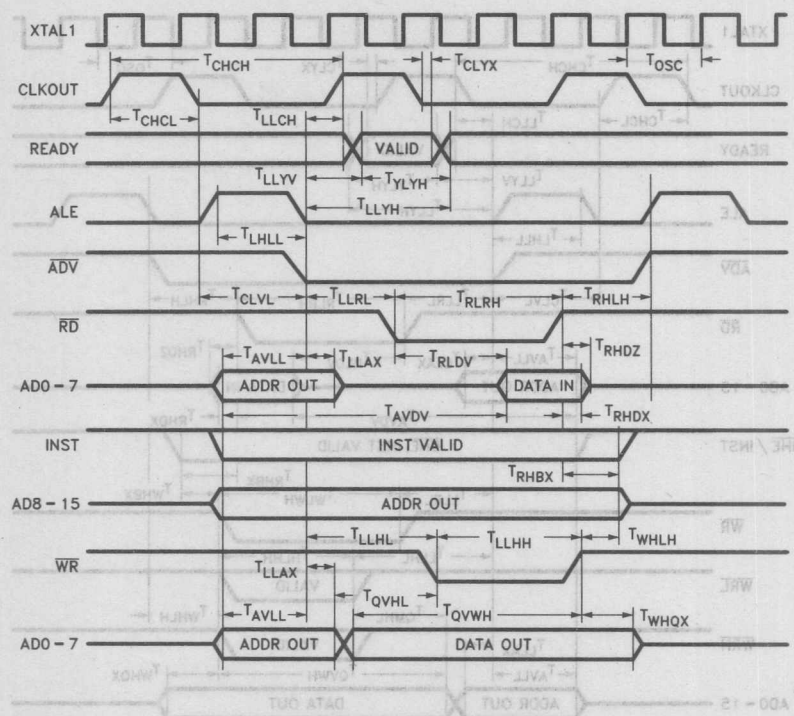 XTAL1
T_CHCH T_CLYX T_OSC
CLKOUT
T_CHCL T_LLCH
READY VALID
T_LLYV T_YLYH
ALE T_LLYH
T_LHLL
ADV
T_CLVL T_LLRL T_RLRH T_RHLH
RD
T_AVLL T_LLAX T_RLDV T_RHDZ
AD0-7 ADDR OUT DATA IN
T_AVDV T_RHDX
INST INST VALID
T_RHBX
AD8-15 ADDR OUT
T_LLHL T_LLHH T_WHLH
WR
T_LLAX
T_QVHL
T_AVLL T_QVWH T_WHQX
AD0-7 ADDR OUT DATA OUT